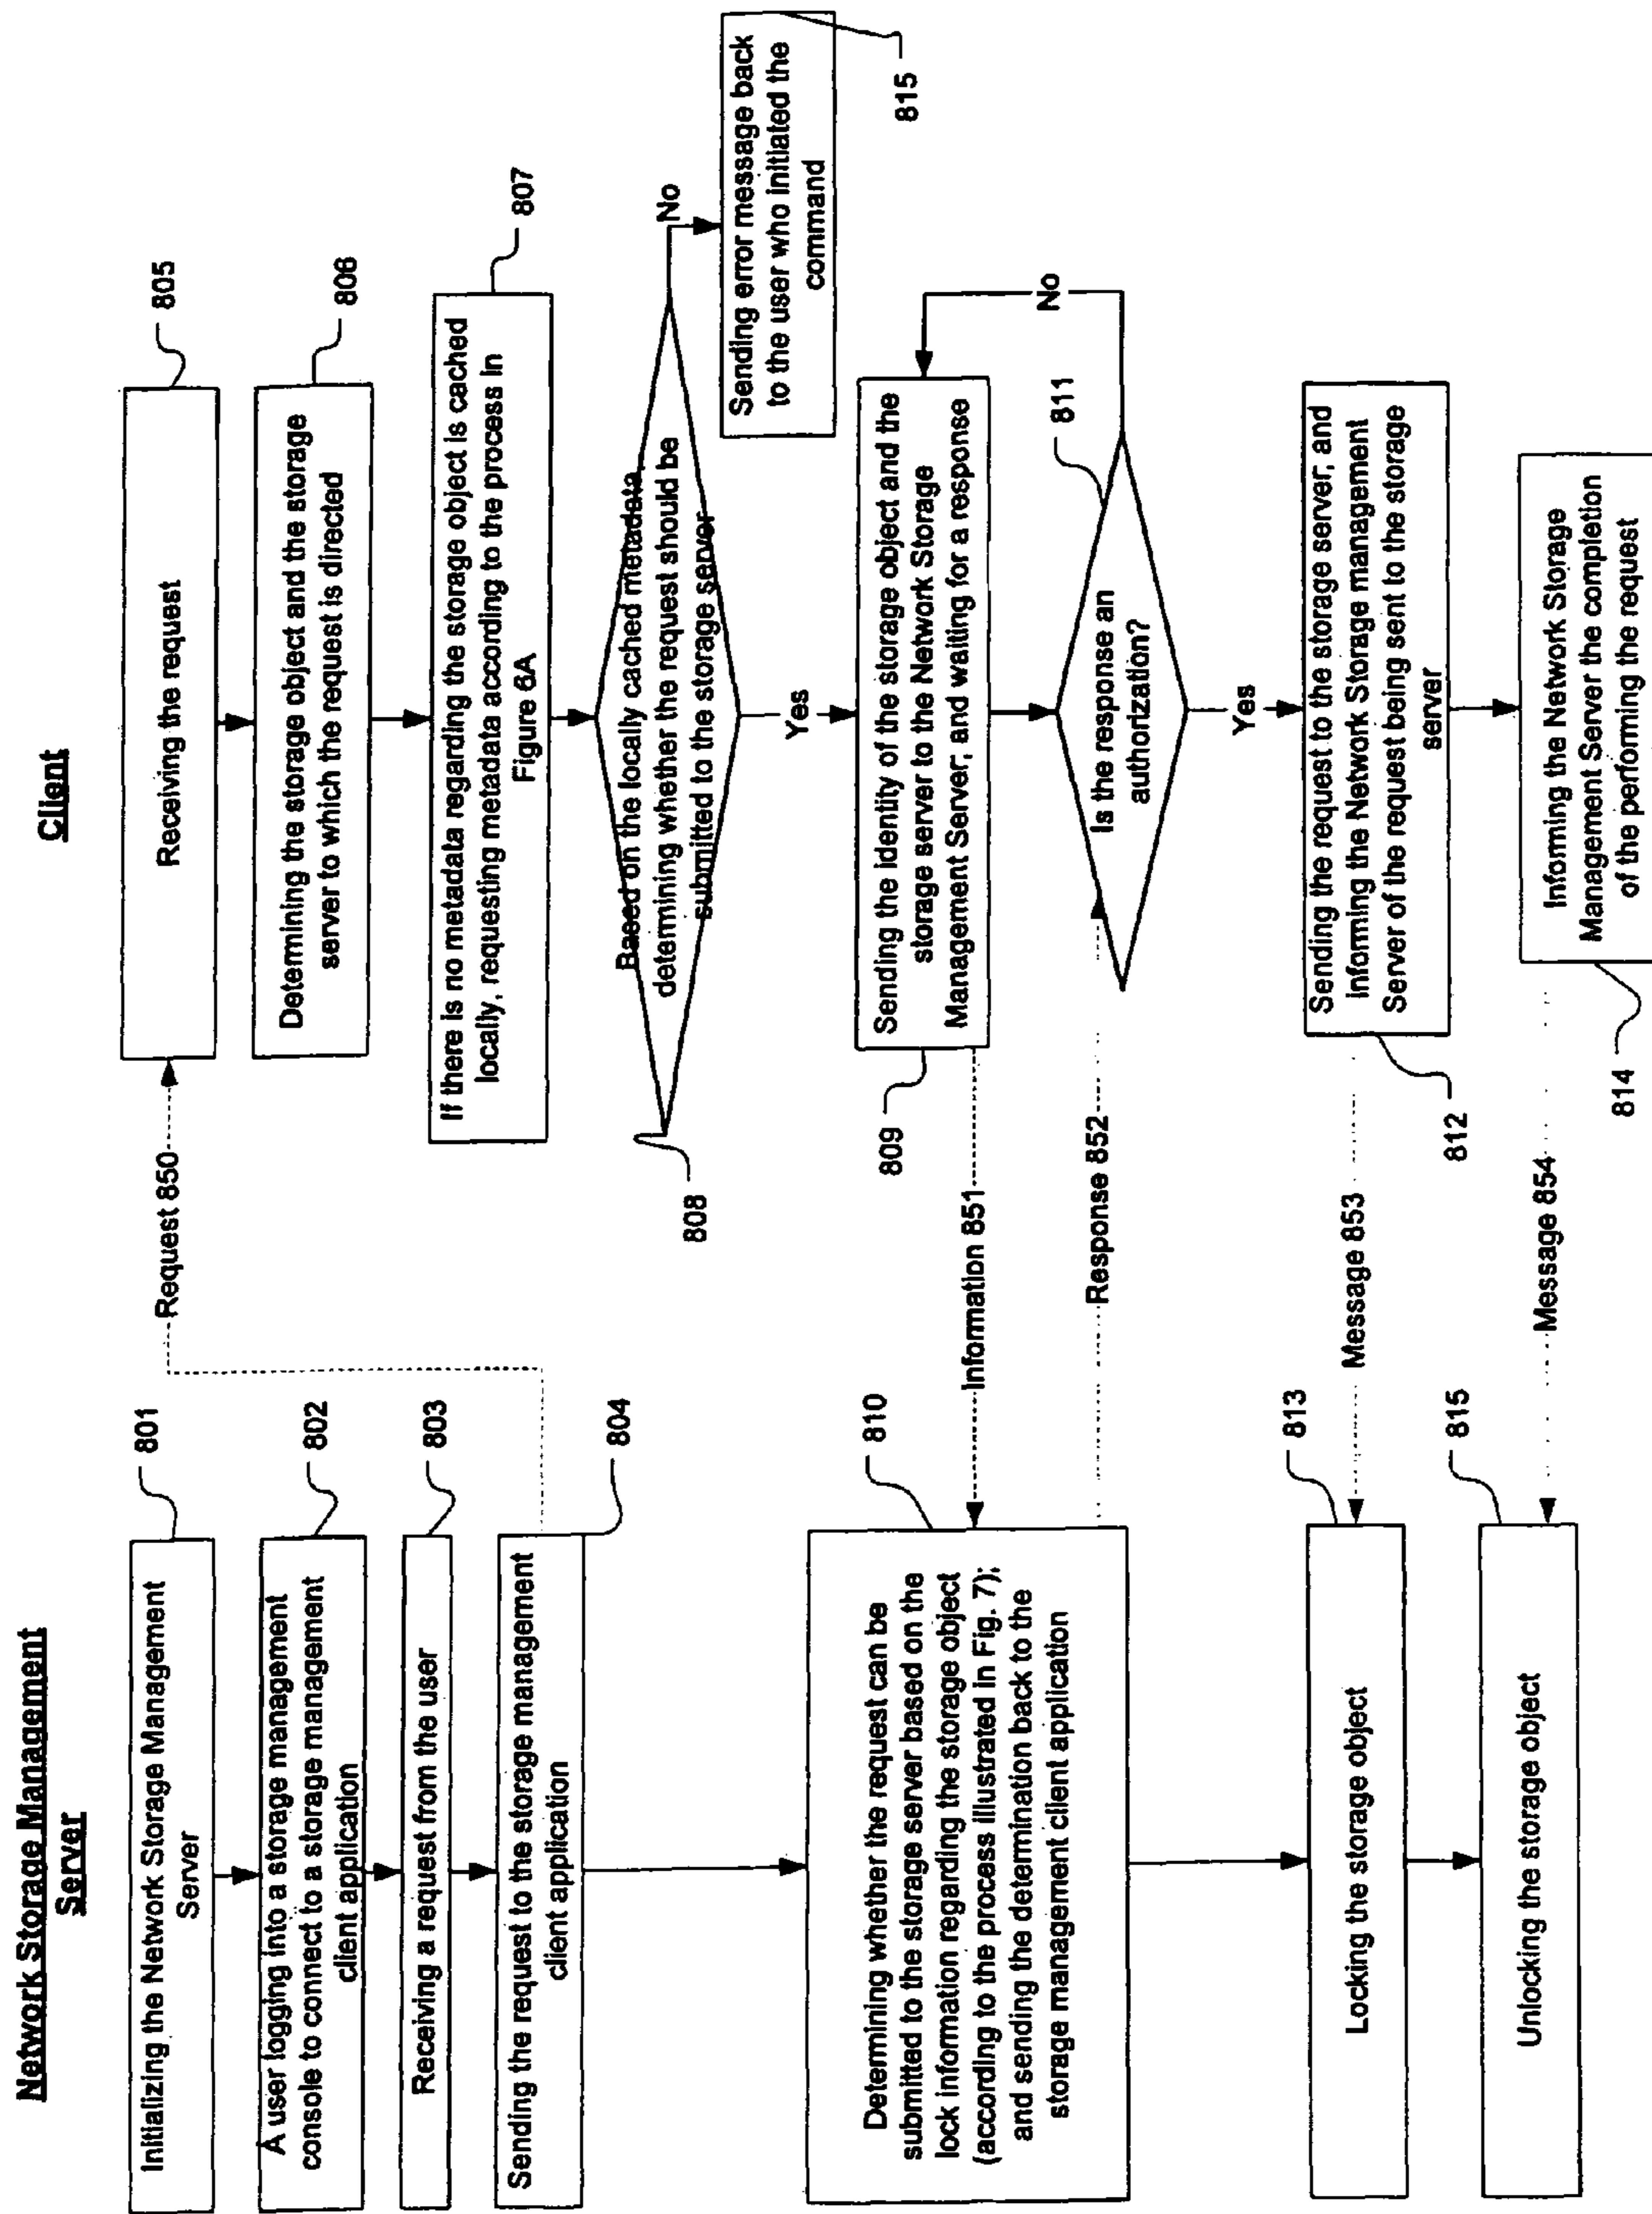 Network Storage Management
Server
801
Initializing the Network Storage Management
Server
802
A user logging into a storage management
console to connect to a storage management
client application
803
Receiving a request from the user
804
Sending the request to the storage management
client application
810
Determining whether the request can be
submitted to the storage server based on the
lock information regarding the storage object
(according to the process illustrated in Fig. 7);
and sending the determination back to the
storage management client application
813
Locking the storage object
815
Unlocking the storage object
Request 850
Information 851
Response 852
Message 853
Message 854
Client
805
Receiving the request
806
Determining the storage object and the storage
server to which the request is directed
807
If there is no metadata regarding the storage object is cached
locally, requesting metadata according to the process in
Figure 6A
808
Based on the locally cached metadata,
determining whether the request should be
submitted to the storage server
No
815
Sending error message back
to the user who initiated the
command
Yes
809
Sending the identity of the storage object and the
storage server to the Network Storage
Management Server, and waiting for a response
No
811
Is the response an
authorization?
Yes
812
Sending the request to the storage server, and
informing the Network Storage management
Server of the request being sent to the storage
server
814
Informing the Network Storage
Management Server the completion
of the performing the request